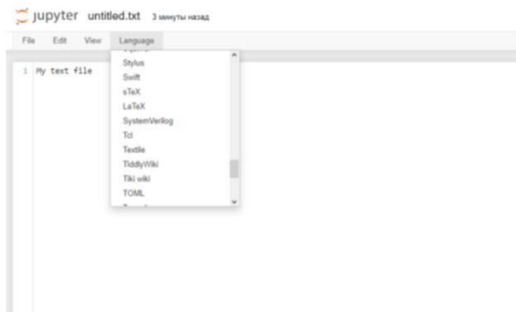 jupyter untitled.txt 3 минуты назад
File Edit View Language
1 My text file
Stylus
Swift
sTeX
LaTeX
SystemVerilog
Tcl
Textile
TiddlyWiki
Tiki wiki
TOML